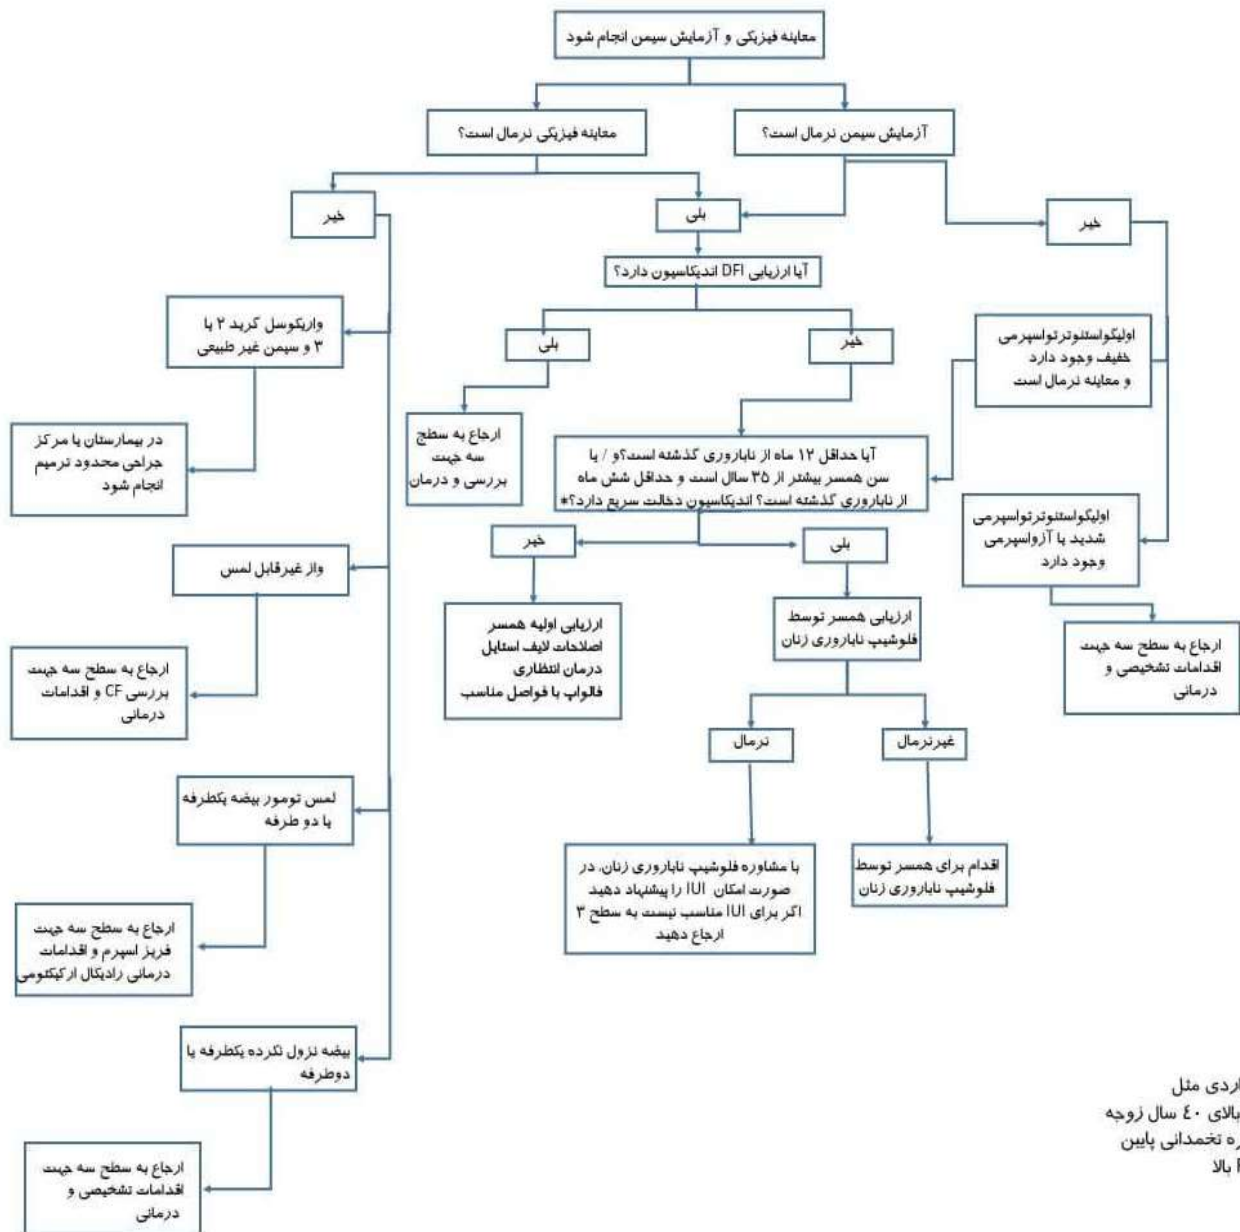 معاینه فیزیکی و آزمایش سیمن انجام شود
آزمایش سیمن نرمال است؟
معاینه فیزیکی نرمال است؟
خیر
بلی
خیر
آیا ارزیابی DFI اندیکاسیون دارد؟
واریکوسل گرید ۲ یا
۳ و سیمن غیر طبیعی
بلی
خیر
اولیگواستنوترتواسپرمی
خفیف وجود دارد
و معاینه نرمال است
در بیمارستان یا مرکز
جراحی محدود ترمیم
انجام شود
ارجاع به سطح
سه جهت
بررسی و درمان
آیا حداقل ۱۲ ماه از ناباروری گذشته است؟و / یا
سن همسر بیشتر از ۳۵ سال است و حداقل شش ماه
از ناباروری گذشته است؟ اندیکاسیون دخالت سریع دارد؟*
اولیگواستنوترتواسپرمی
شدید یا آزواسپرمی
وجود دارد
خیر
بلی
واز غیرقابل لمس
ارزیابی اولیه همسر
اصلاحات لایف استایل
درمان انتظاری
فالواپ با فواصل مناسب
ارزیابی همسر توسط
فلوشیپ ناباروری زنان
ارجاع به سطح سه جهت
اقدامات تشخیصی و
درمانی
ارجاع به سطح سه جهت
بررسی CF و اقدامات
درمانی
نرمال
غیرنرمال
لمس تومور بیضه یکطرفه
یا دو طرفه
با مشاوره فلوشیپ ناباروری زنان، در
صورت امکان IUI را پیشنهاد دهید
اگر برای IUI مناسب نیست به سطح ۳
ارجاع دهید
اقدام برای همسر توسط
فلوشیپ ناباروری زنان
ارجاع به سطح سه جهت
فریز اسپرم و اقدامات
درمانی رادیکال ارکیکتومی
بیضه نزول نکرده یکطرفه یا
دوطرفه
ارجاع به سطح سه جهت
اقدامات تشخیصی و
درمانی
مثل
بالای ٤٠ سال زوجه
تخمدانی پایین
بالا